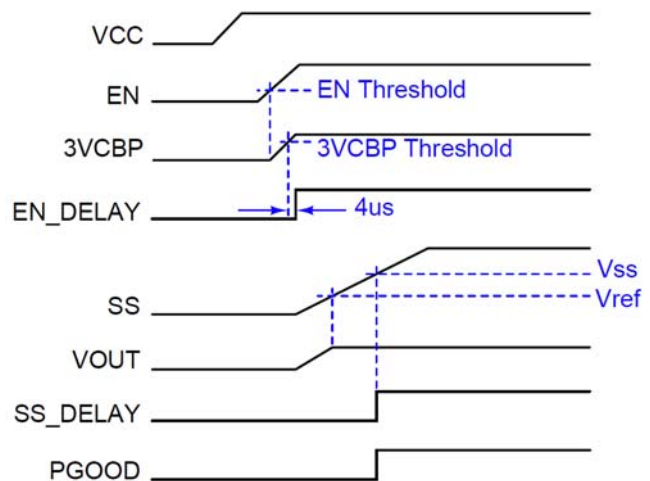 VCC
EN
EN Threshold
3VCBP
3VCBP Threshold
EN_DELAY
4us
Vss
SS
Vref
VOUT
SS_DELAY
PGOOD